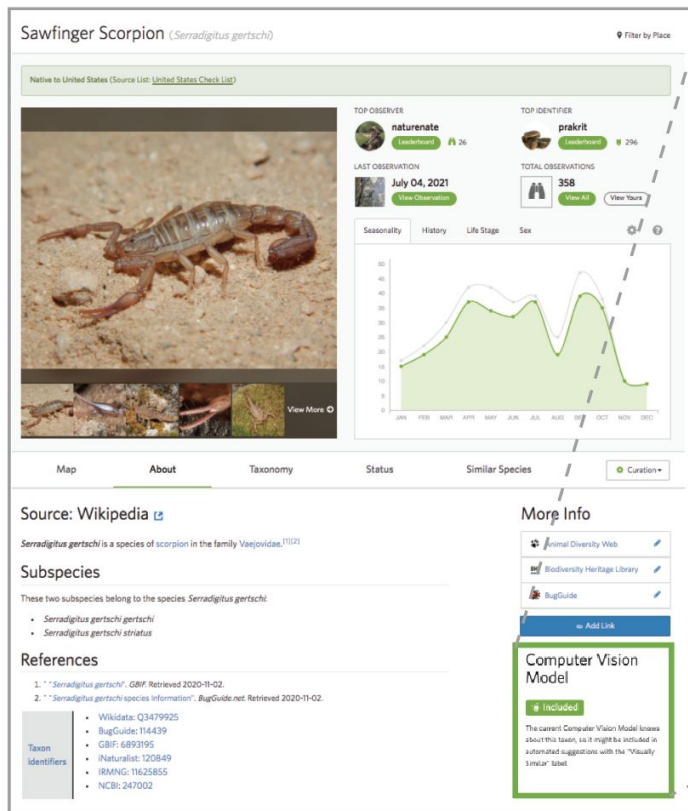 Sawfinger Scorpion (Serradigitus gertschi)
Filter by Place
Native to United States (Source List: United States Check List)
TOP OBSERVER
naturenate
Leaderboard 26
TOP IDENTIFIER
prakrit
Leaderboard 296
LAST OBSERVATION
July 04, 2021
View Observation
TOTAL OBSERVATIONS
358
View All View Yours
Seasonality History Life Stage Sex
50
45
40
35
30
25
20
15
10
5
0
JAN FEB MAR APR MAY JUN JUL AUG SEP OCT NOV DEC
View More
Map About Taxonomy Status Similar Species Curation
Source: Wikipedia
Serradigitus gertschi is a species of scorpion in the family Vaejovidae.[1][2]
Subspecies
These two subspecies belong to the species Serradigitus gertschi:
• Serradigitus gertschi gertschi
• Serradigitus gertschi striatus
References
1. " "Serradigitus gertschi". GBIF. Retrieved 2020-11-02.
2. " "Serradigitus gertschi species Information". BugGuide.net. Retrieved 2020-11-02.
Taxon
identifiers
• Wikidata: Q3479925
• BugGuide: 114439
• GBIF: 6893195
• iNaturalist: 120849
• IRMNG: 11625855
• NCBI: 247002
More Info
Animal Diversity Web
Biodiversity Heritage Library
BugGuide
Add Link
Computer Vision
Model
Included
The current Computer Vision Model knows
about this taxon, so it might be included in
automated suggestions with the "Visually
Similar" label.